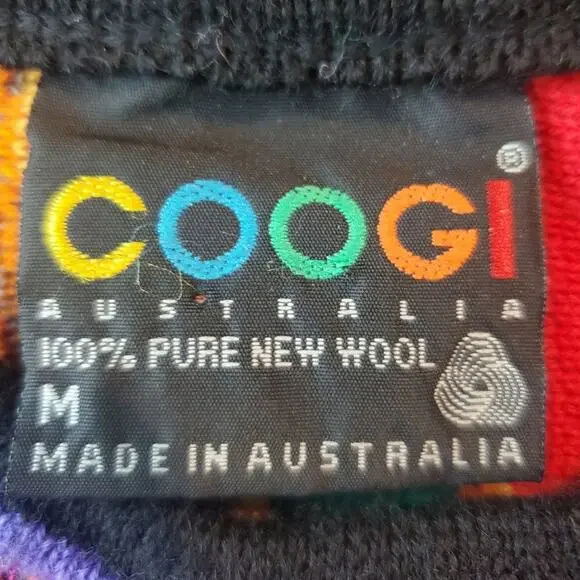 COOGI®
AUSTRALIA
100% PURE NEW WOOL
M
MADE IN AUSTRALIA